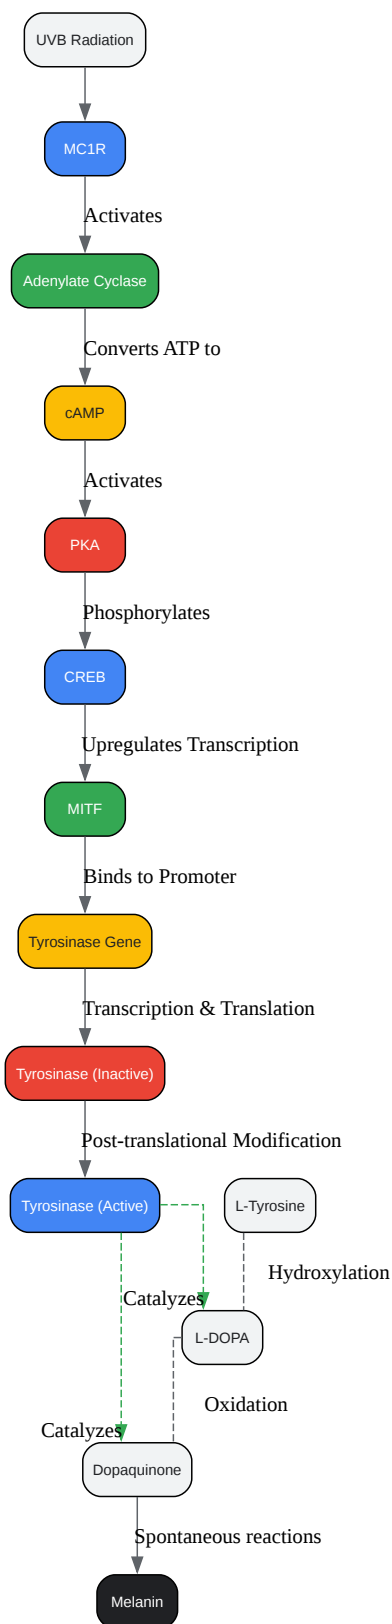 UVB Radiation
MC1R
Activates
Adenylate Cyclase
Converts ATP to
cAMP
Activates
PKA
Phosphorylates
CREB
Upregulates Transcription
MITF
Binds to Promoter
Tyrosinase Gene
Transcription & Translation
Tyrosinase (Inactive)
Post-translational Modification
Tyrosinase (Active)
L-Tyrosine
Hydroxylation
Catalyzes
L-DOPA
Oxidation
Catalyzes
Dopaquinone
Spontaneous reactions
Melanin